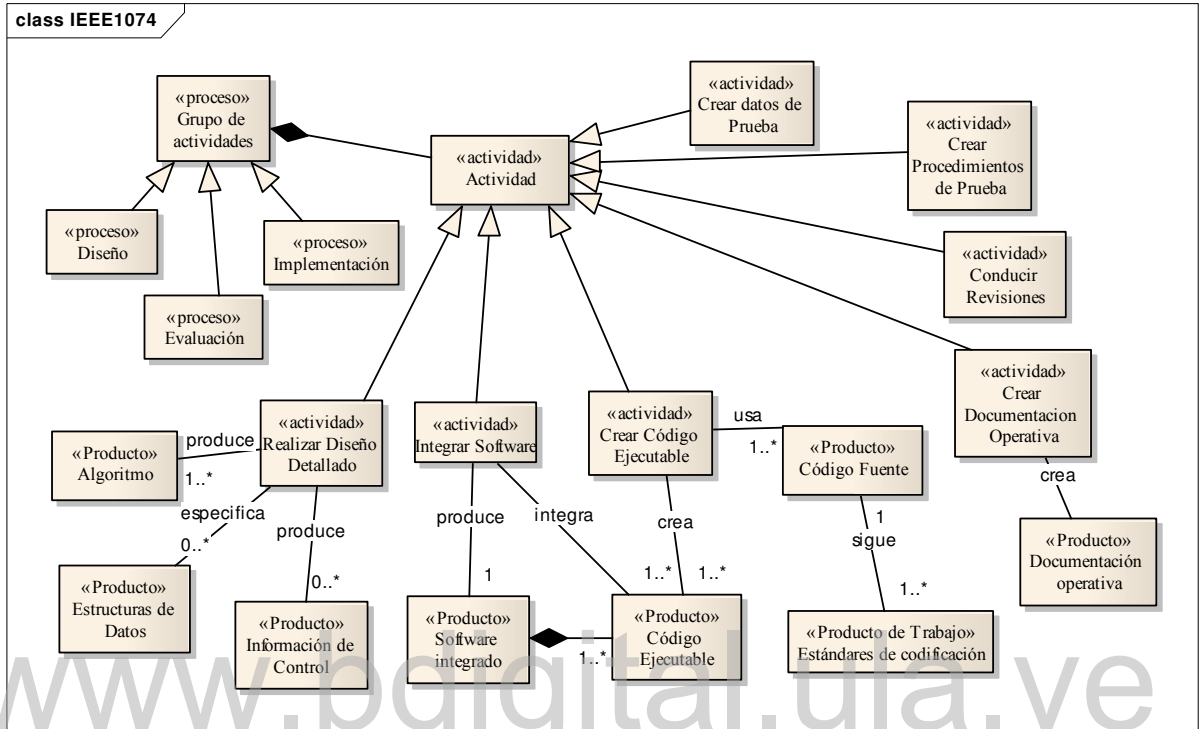 class IEEE1074
«proceso»
Grupo de
actividades
«actividad»
Actividad
«actividad»
Crear datos de
Prueba
«actividad»
Crear
Procedimientos
de Prueba
«proceso»
Diseño
«proceso»
Implementación
«actividad»
Conducir
Revisiones
«proceso»
Evaluación
«actividad»
Crear
Documentacion
Operativa
«actividad»
Realizar Diseño
Detallado
«actividad»
Integrar Software
«actividad»
Crear Código
Ejecutable
usa
1..*
«Producto»
Código Fuente
«Producto»
Algoritmo
produce
1..*
crea
especifica
0..*
produce
0..*
produce
1
integra
crea
1..*
1..*
1
sigue
1..*
«Producto»
Documentación
operativa
«Producto»
Estructuras de
Datos
«Producto»
Información de
Control
«Producto»
Software
integrado
1..*
«Producto»
Código
Ejecutable
«Producto de Trabajo»
Estándares de codificación
www.bdigital.ula.ve